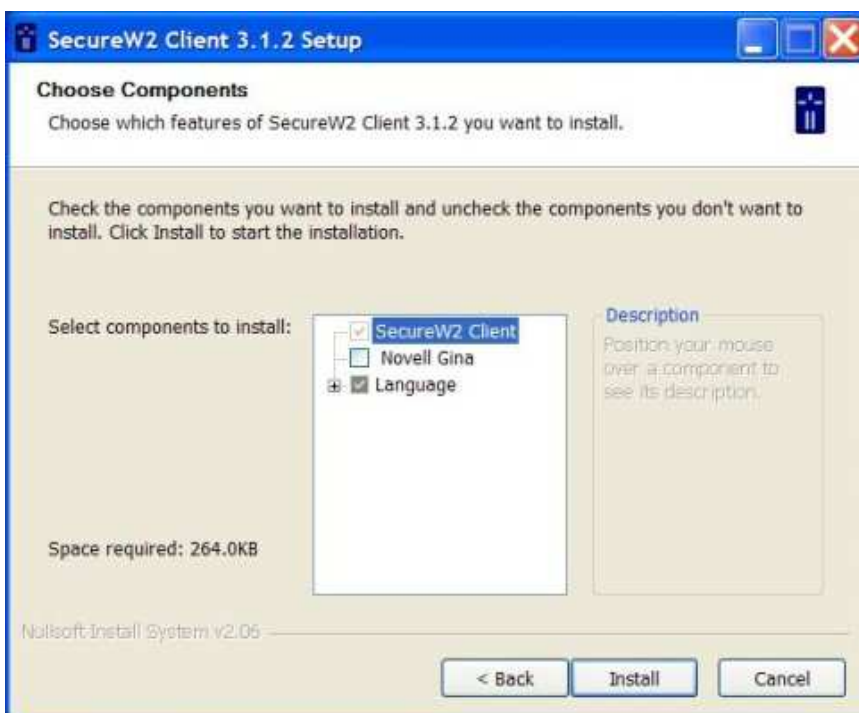 SecureW2 Client 3.1.2 Setup
Choose Components
Choose which features of SecureW2 Client 3.1.2 you want to install.
Check the components you want to install and uncheck the components you don't want to
install. Click Install to start the installation.
Select components to install:
SecureW2 Client
Novell Gina
Language
Description
Position your mouse
over a component to
see its description.
Space required: 264.0KB
Nullsoft Install System v2.06
< Back
Install
Cancel